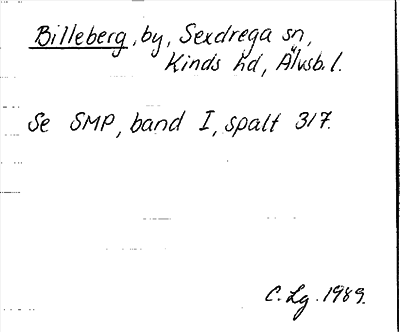 Billeberg, by, Sexdrega sn,
Kinds hd, Älvsb. l.
Se SMP, band I, spalt 317.
C. Lg. 1989.